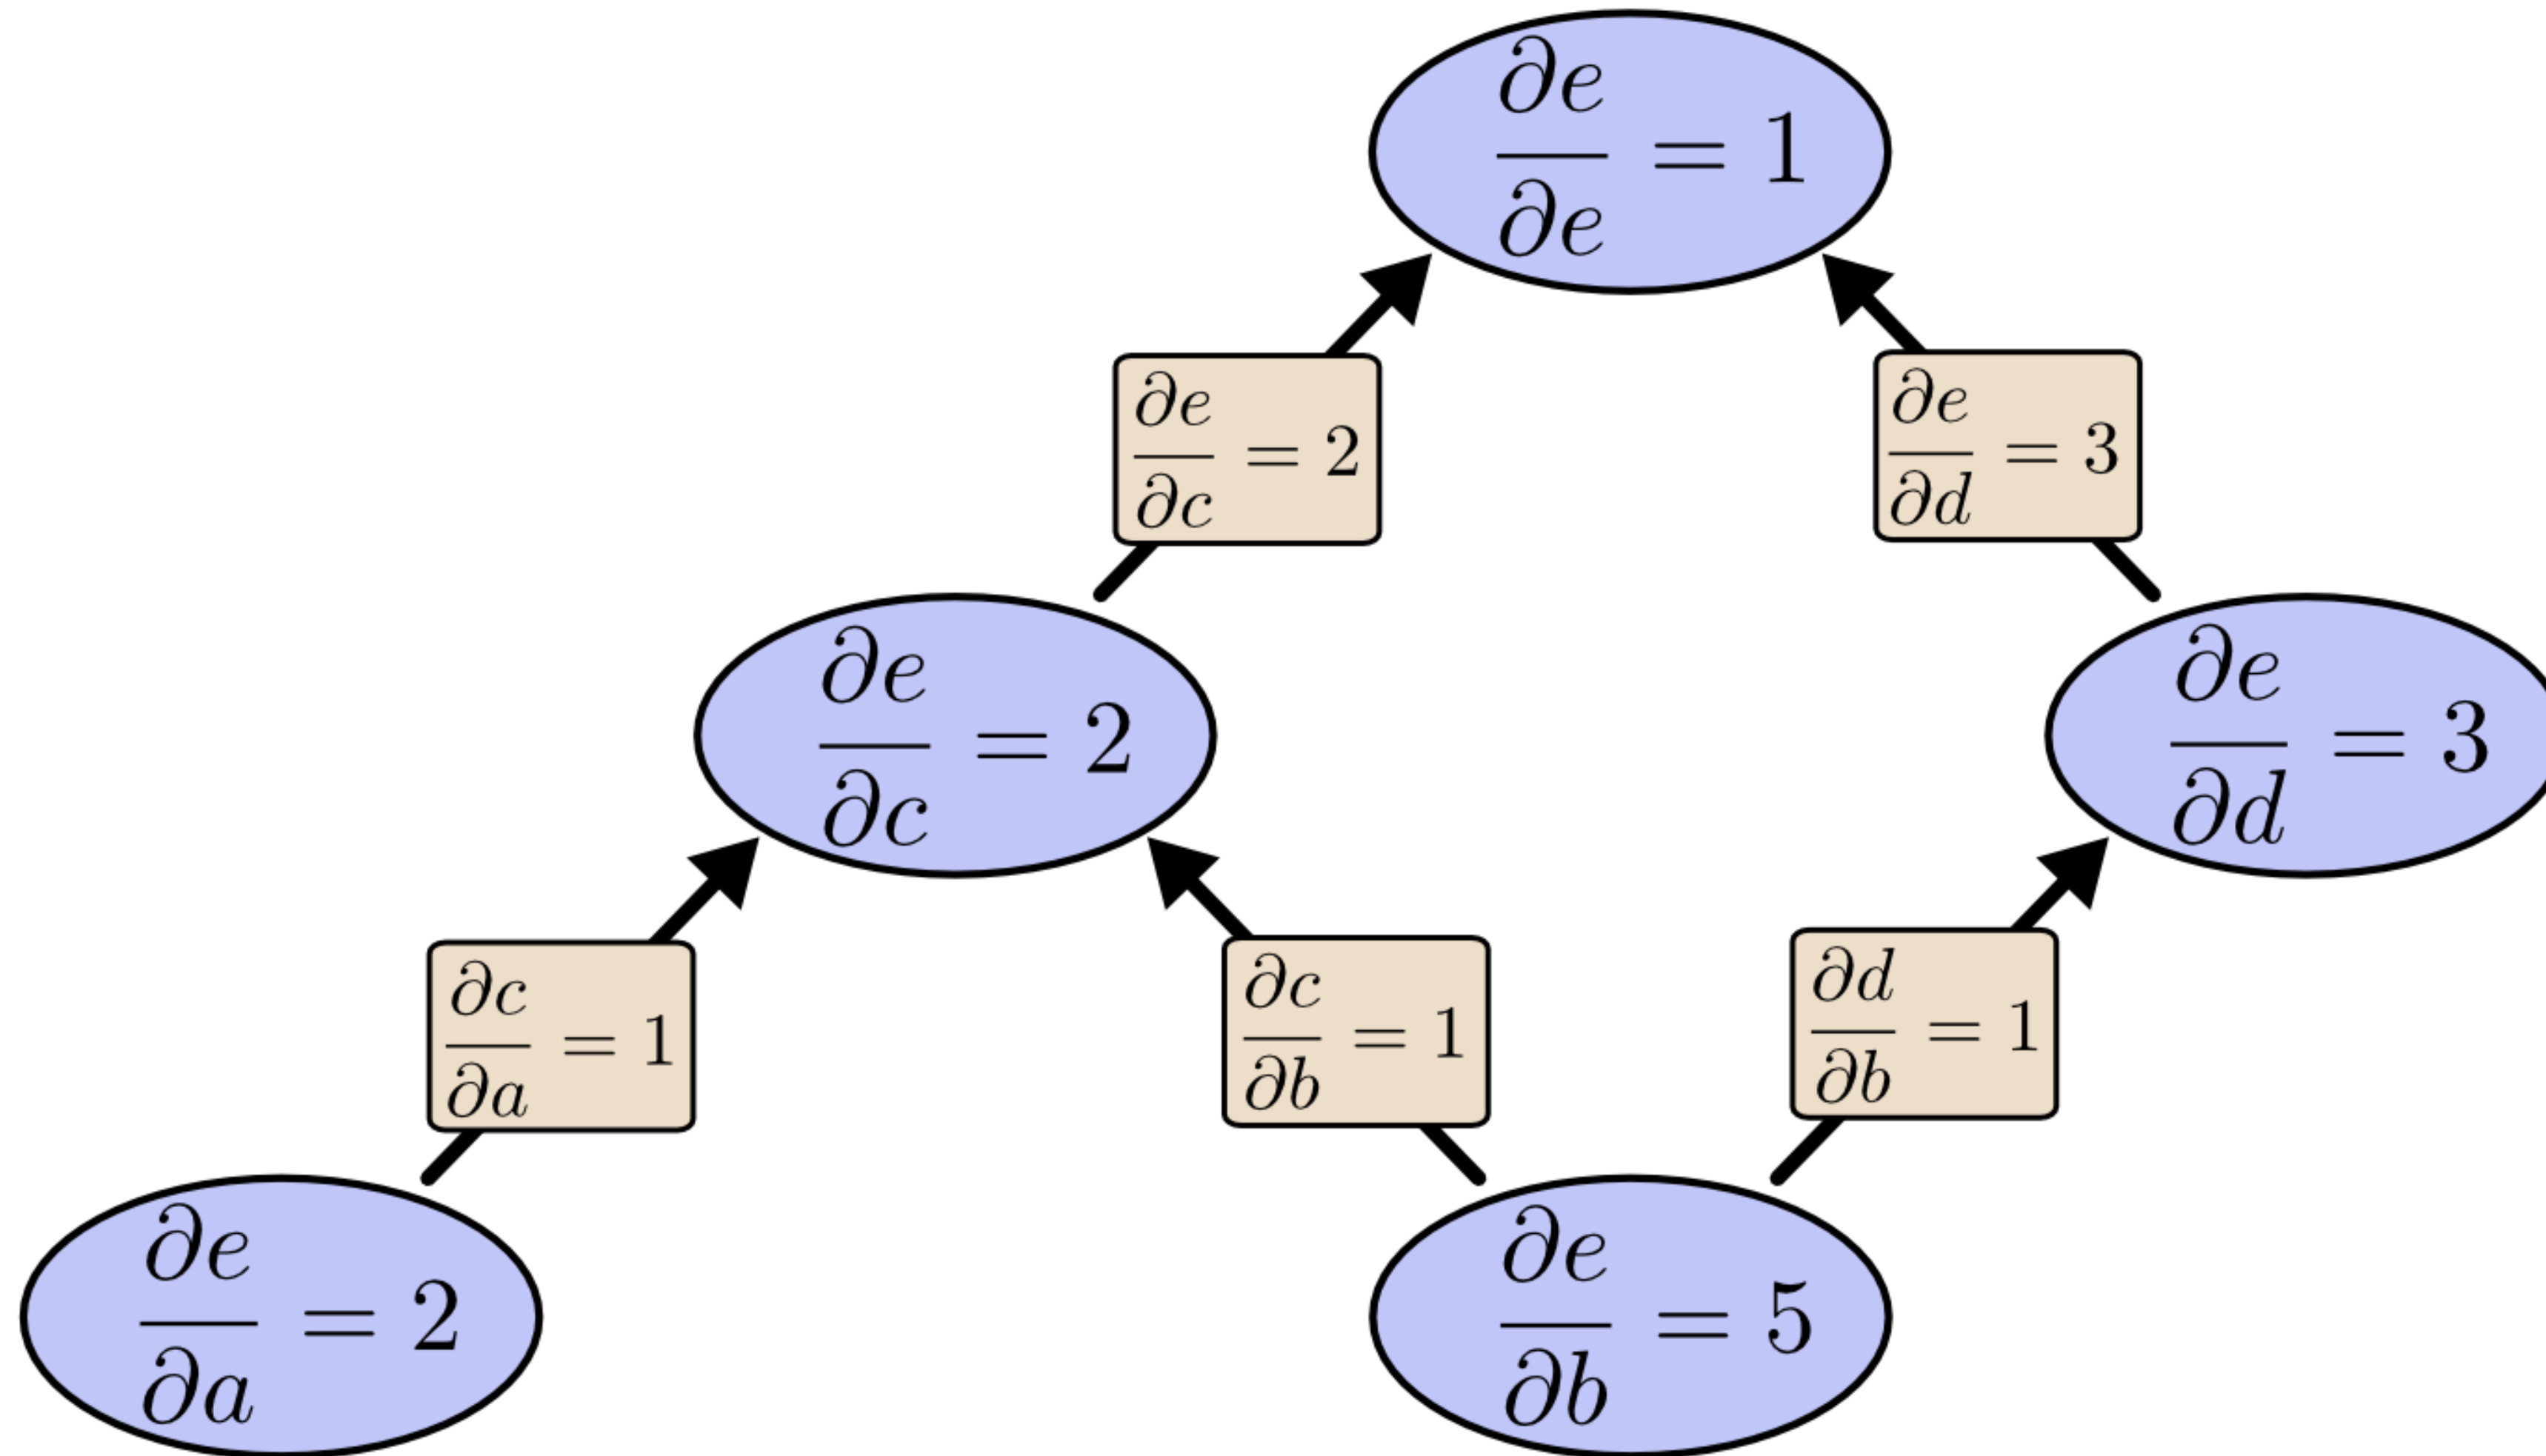 ∂e/∂e = 1
∂e/∂c = 2
∂e/∂d = 3
∂e/∂c = 2
∂e/∂d = 3
∂c/∂a = 1
∂c/∂b = 1
∂d/∂b = 1
∂e/∂a = 2
∂e/∂b = 5